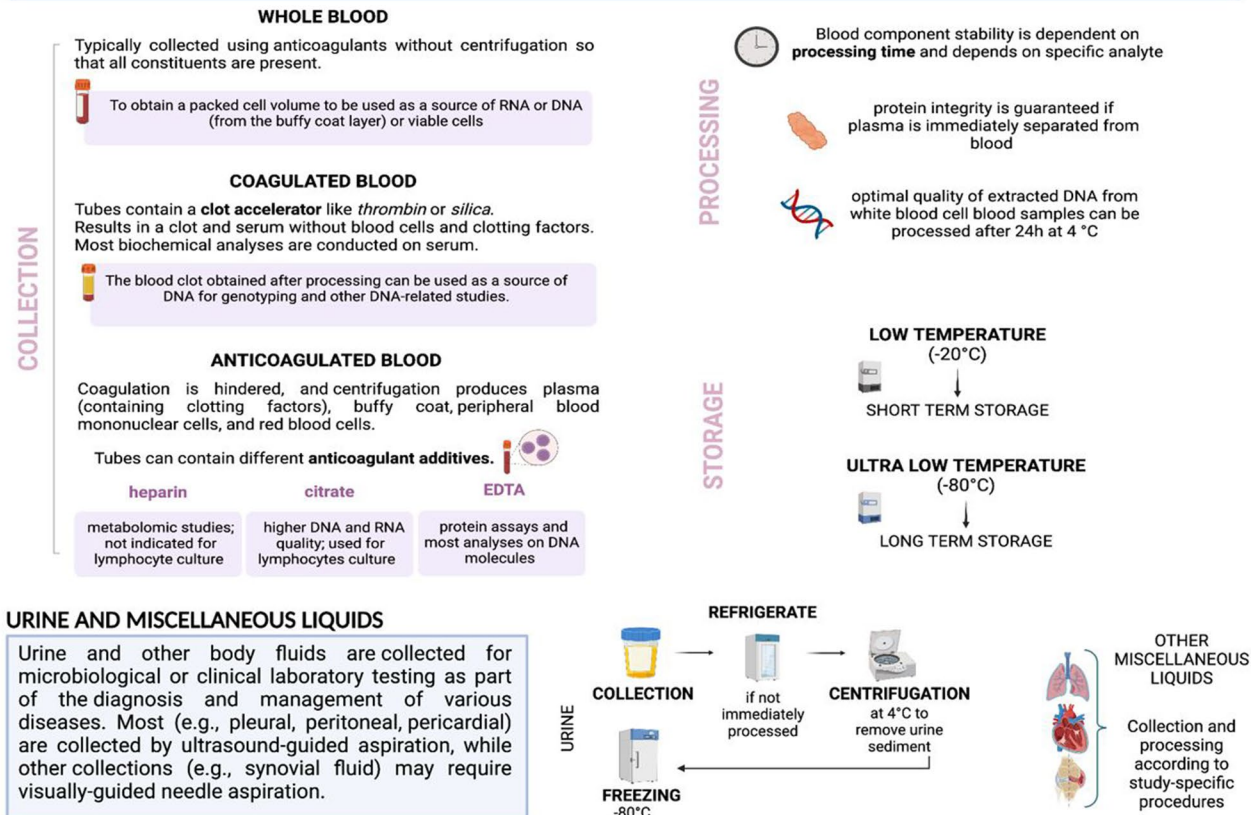 WHOLE BLOOD
Typically collected using anticoagulants without centrifugation so
that all constituents are present.
To obtain a packed cell volume to be used as a source of RNA or DNA
(from the buffy coat layer) or viable cells
COLLECTION
COAGULATED BLOOD
Tubes contain a clot accelerator like thrombin or silica.
Results in a clot and serum without blood cells and clotting factors.
Most biochemical analyses are conducted on serum.
The blood clot obtained after processing can be used as a source of
DNA for genotyping and other DNA-related studies.
ANTICOAGULATED BLOOD
Coagulation is hindered, and centrifugation produces plasma
(containing clotting factors), buffy coat, peripheral blood
mononuclear cells, and red blood cells.
Tubes can contain different anticoagulant additives.
heparin
metabolomic studies;
not indicated for
lymphocyte culture
citrate
higher DNA and RNA
quality; used for
lymphocytes culture
EDTA
protein assays and
most analyses on DNA
molecules
PROCESSING
Blood component stability is dependent on
processing time and depends on specific analyte
protein integrity is guaranteed if
plasma is immediately separated from
blood
optimal quality of extracted DNA from
white blood cell blood samples can be
processed after 24h at 4 °C
STORAGE
LOW TEMPERATURE
(-20°C)
SHORT TERM STORAGE
ULTRA LOW TEMPERATURE
(-80°C)
LONG TERM STORAGE
URINE AND MISCELLANEOUS LIQUIDS
Urine and other body fluids are collected for
microbiological or clinical laboratory testing as part
of the diagnosis and management of various
diseases. Most (e.g., pleural, peritoneal, pericardial)
are collected by ultrasound-guided aspiration, while
other collections (e.g., synovial fluid) may require
visually-guided needle aspiration.
URINE
COLLECTION
REFRIGERATE
if not
immediately
processed
CENTRIFUGATION
at 4°C to
remove urine
sediment
FREEZING
-80°C
OTHER
MISCELLANEOUS
LIQUIDS
Collection and
processing
according to
study-specific
procedures